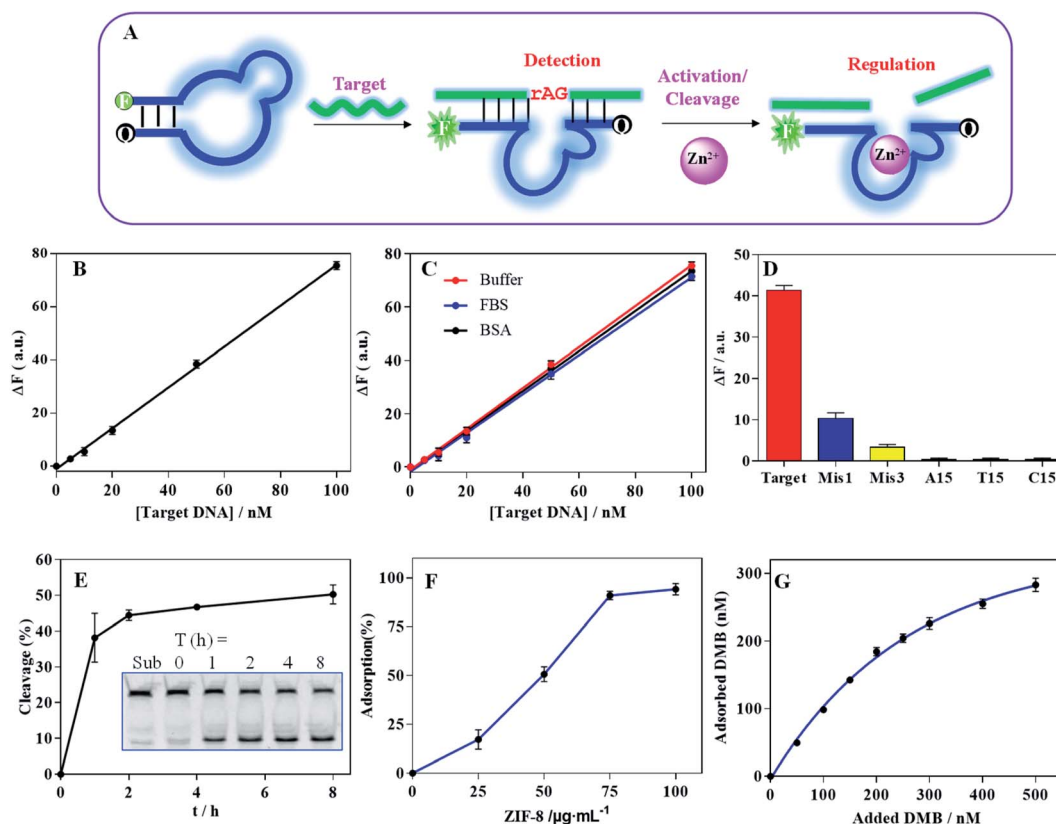 A
F
Q
Target
Detection
rAG
F
Q
Activation/
Cleavage
Zn²⁺
Regulation
F
Zn²⁺
Q
B
80
60
40
20
0
ΔF ( a.u.)
0 20 40 60 80 100
[Target DNA] / nM
C
Buffer
FBS
BSA
80
60
40
20
0
ΔF ( a.u.)
0 20 40 60 80 100
[Target DNA] / nM
D
50
40
30
20
10
0
ΔF / a.u.
Target Mis1 Mis3 A15 T15 C15
E
60
50
40
30
20
10
0
Cleavage (%)
T (h) =
Sub 0 1 2 4 8
0 2 4 6 8
t / h
F
100
75
50
25
0
Adsorption(%)
0 25 50 75 100
ZIF-8 /µg·mL⁻¹
G
300
200
100
0
Adsorbed DMB (nM)
0 100 200 300 400 500
Added DMB / nM